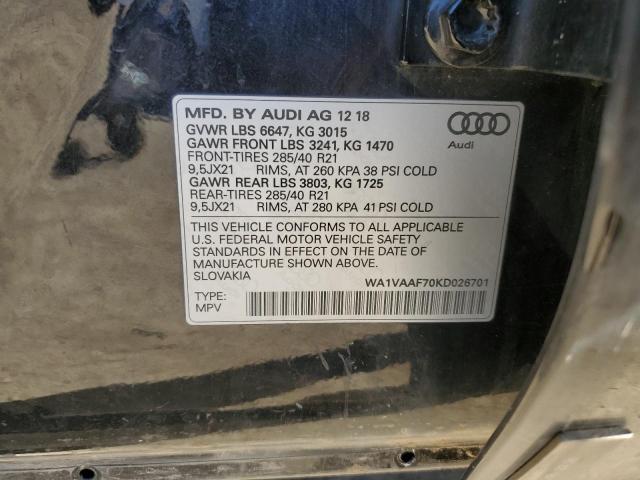 MFD. BY AUDI AG 12 18
GVWR LBS 6647, KG 3015
GAWR FRONT LBS 3241, KG 1470
FRONT-TIRES 285/40 R21
9,5JX21 RIMS, AT 260 KPA 38 PSI COLD
GAWR REAR LBS 3803, KG 1725
REAR-TIRES 285/40 R21
9,5JX21 RIMS, AT 280 KPA 41 PSI COLD
Audi
THIS VEHICLE CONFORMS TO ALL APPLICABLE
U.S. FEDERAL MOTOR VEHICLE SAFETY
STANDARDS IN EFFECT ON THE DATE OF
MANUFACTURE SHOWN ABOVE.
SLOVAKIA WA1VAAF70KD026701
TYPE:
MPV